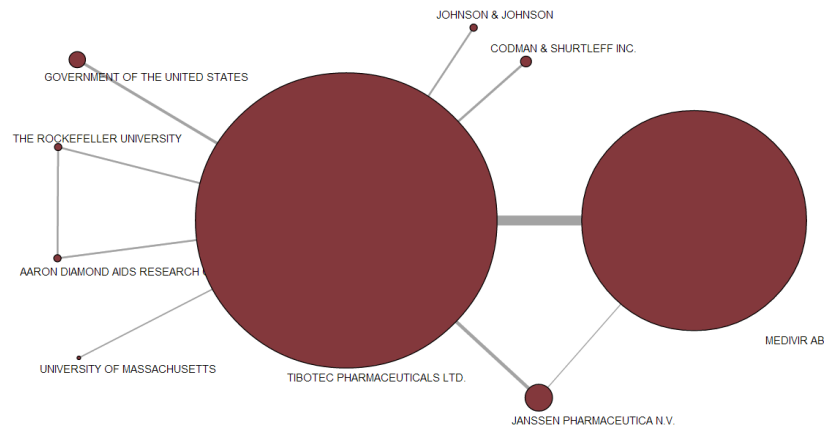 JOHNSON & JOHNSON
CODMAN & SHURTLEFF INC.
GOVERNMENT OF THE UNITED STATES
THE ROCKEFELLER UNIVERSITY
AARON DIAMOND AIDS RESEARCH
MEDIVIR AB
UNIVERSITY OF MASSACHUSETTS
TIBOTEC PHARMACEUTICALS LTD.
JANSSEN PHARMACEUTICA N.V.